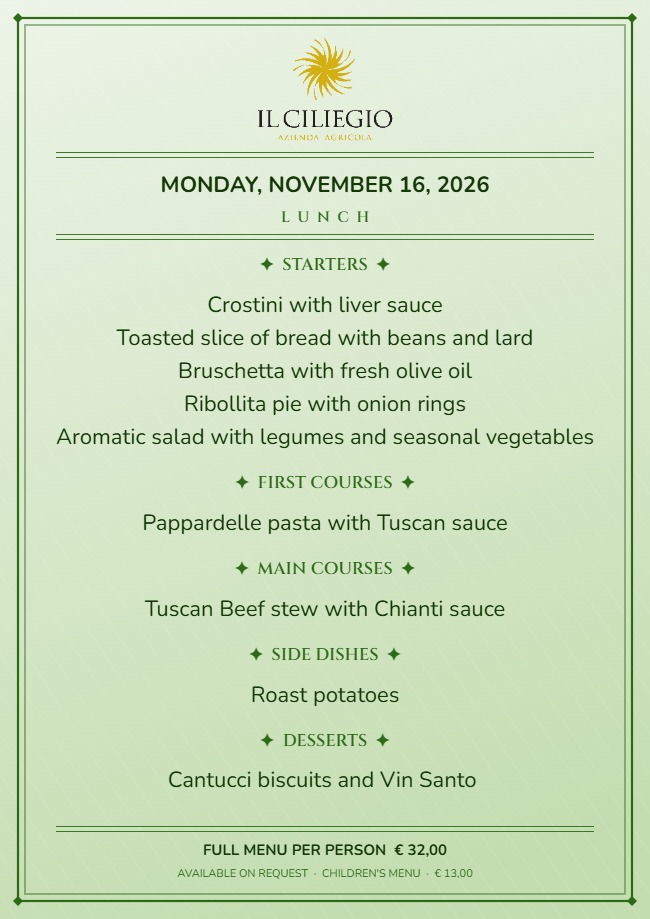 IL CILIEGIO
AZIENDA AGRICOLA
MONDAY, NOVEMBER 16, 2026
LUNCH
STARTERS
Crostini with liver sauce
Toasted slice of bread with beans and lard
Bruschetta with fresh olive oil
Ribollita pie with onion rings
Aromatic salad with legumes and seasonal vegetables
FIRST COURSES
Pappardelle pasta with Tuscan sauce
MAIN COURSES
Tuscan Beef stew with Chianti sauce
SIDE DISHES
Roast potatoes
DESSERTS
Cantucci biscuits and Vin Santo
FULL MENU PER PERSON € 32,00
AVAILABLE ON REQUEST · CHILDREN'S MENU · € 13,00